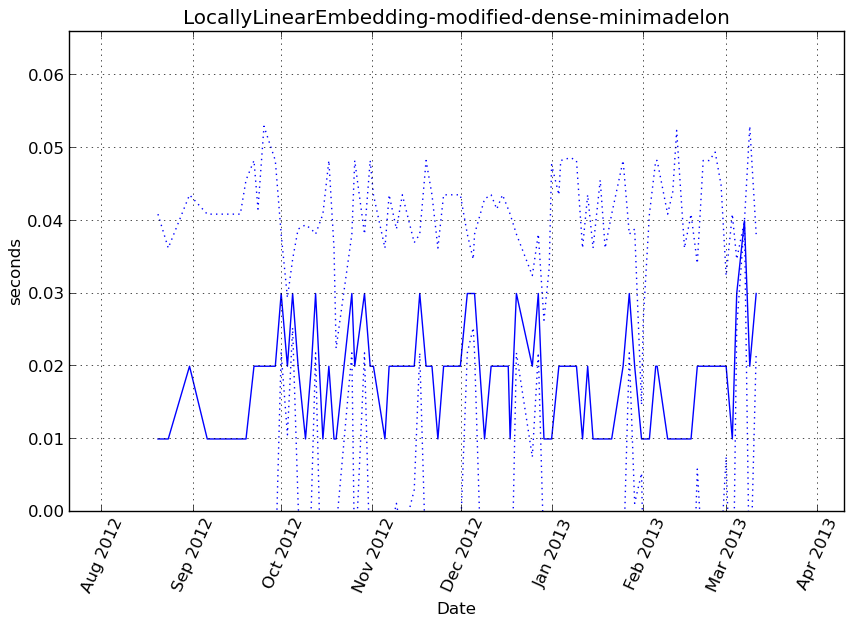 LocallyLinearEmbedding-modified-dense-minimadelon
0.06
0.05
0.04
0.03
0.02
0.01
0.00
seconds
Aug 2012
Sep 2012
Oct 2012
Nov 2012
Dec 2012
Jan 2013
Feb 2013
Mar 2013
Apr 2013
Date